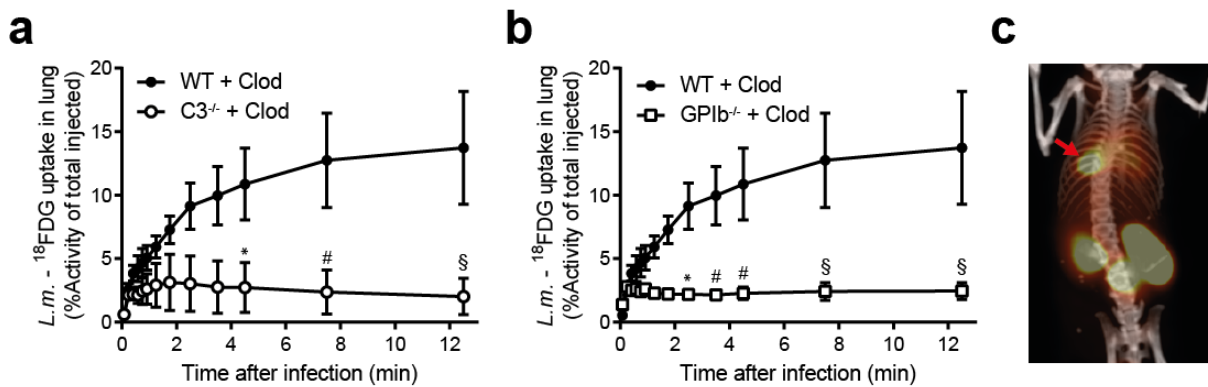 a
L.m. - ¹⁸FDG uptake in lung
(%Activity of total injected)
20
15
10
5
0
WT + Clod
C3⁻/⁻ + Clod
*
#
§
0 2 4 6 8 10 12
Time after infection (min)
b
L.m. - ¹⁸FDG uptake in lung
(%Activity of total injected)
20
15
10
5
0
WT + Clod
GPIb⁻/⁻ + Clod
* # # § §
0 2 4 6 8 10 12
Time after infection (min)
c